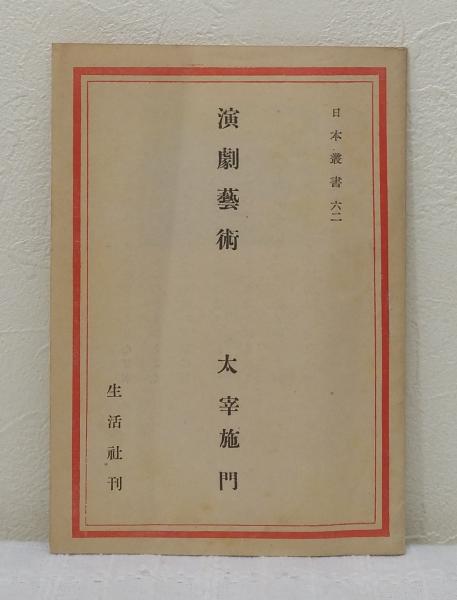 日本叢書 六二
演劇藝術 太宰施門
生活社刊